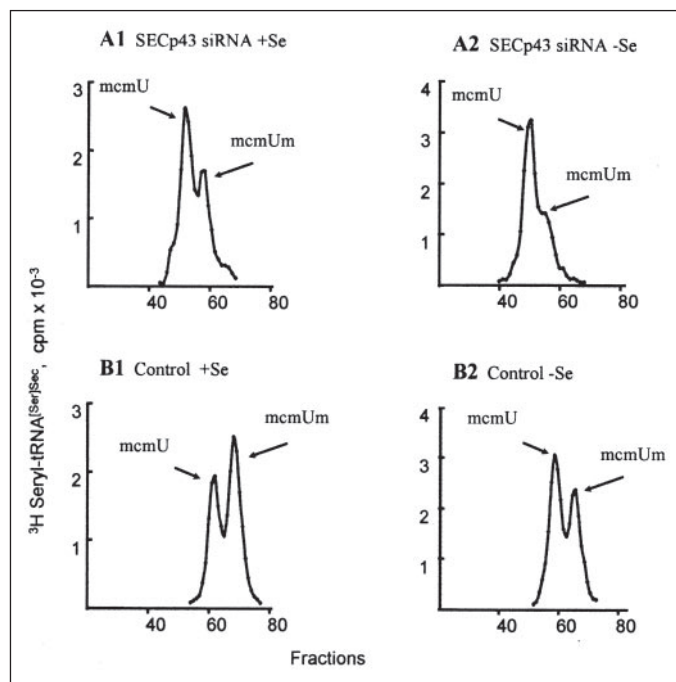 A1 SECp43 siRNA +Se
A2 SECp43 siRNA -Se
3
mcmU
2
mcmUm
1
40 60 80
4
mcmU
3
mcmUm
2
1
40 60 80
³H Seryl-tRNA[Ser]Sec, cpm x 10-3
B1 Control +Se
B2 Control -Se
3
mcmUm
mcmU
2
1
40 60 80
4
mcmU
3
mcmUm
2
1
40 60 80
Fractions